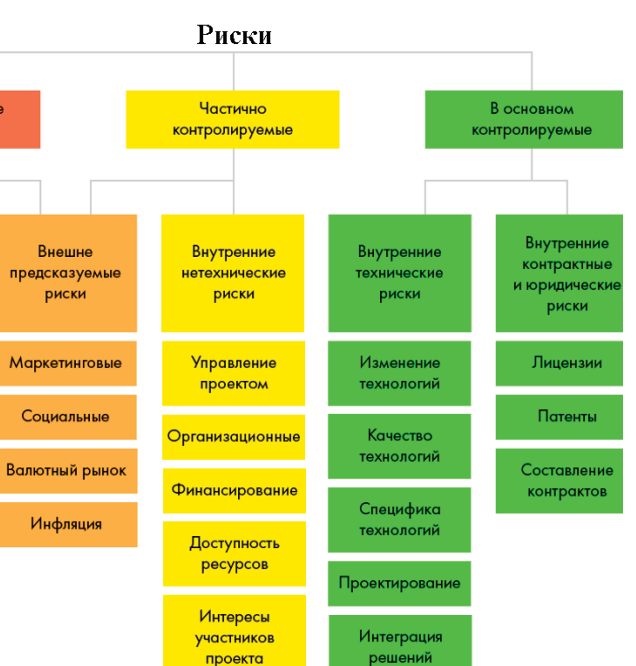 Риски
Частично
контролируемые
В основном
контролируемые
Внешне
предсказуемые
риски
Маркетинговые
Социальные
Валютный рынок
Инфляция
Внутренние
нетехнические
риски
Управление
проектом
Организационные
Финансирование
Доступность
ресурсов
Интересы
участников
проекта
Внутренние
технические
риски
Изменение
технологий
Качество
технологий
Специфика
технологий
Проектирование
Интеграция
решений
Внутренние
контрактные
и юридические
риски
Лицензии
Патенты
Составление
контрактов